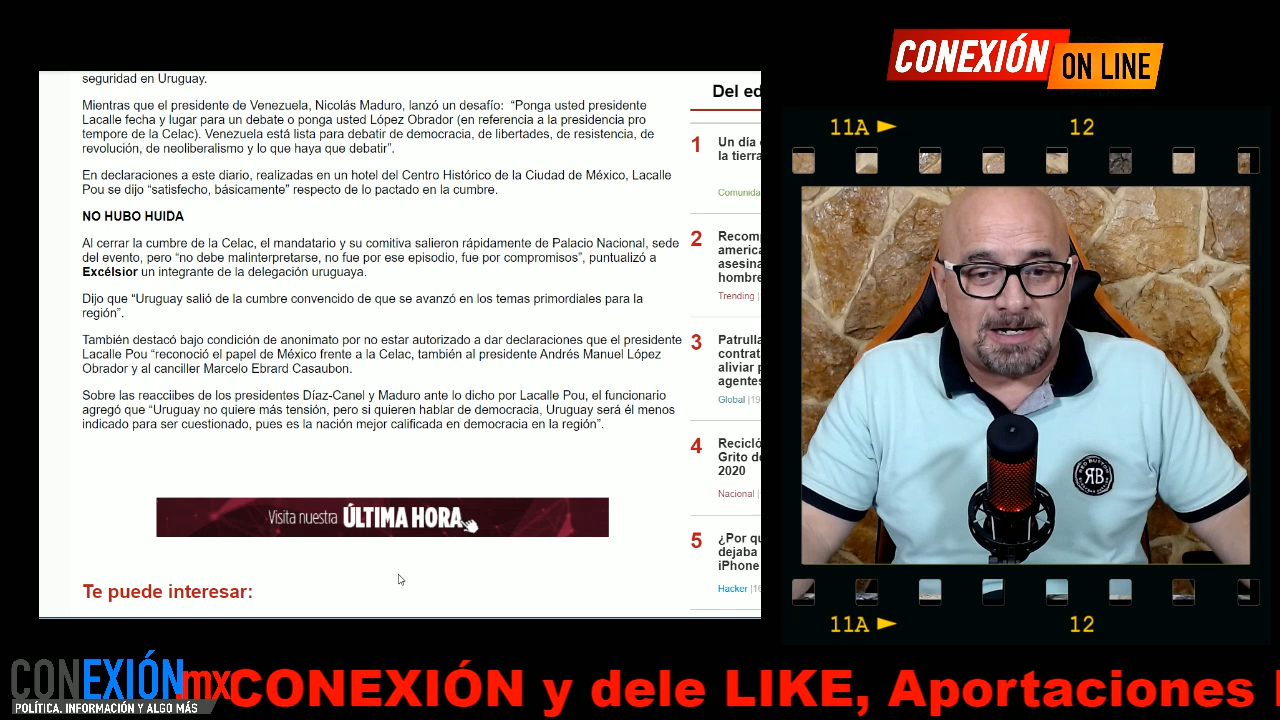 CONEXIÓN
ON LINE
seguridad en Uruguay.
Mientras que el presidente de Venezuela, Nicolás Maduro, lanzó un desafío: “Ponga usted presidente
Lacalle fecha y lugar para un debate o ponga usted López Obrador (en referencia a la presidencia pro
tempore de la Celac). Venezuela está lista para debatir de democracia, de libertades, de resistencia, de
revolución, de neoliberalismo y lo que haya que debatir”.
En declaraciones a este diario, realizadas en un hotel del Centro Histórico de la Ciudad de México, Lacalle
Pou se dijo “satisfecho, básicamente” respecto de lo pactado en la cumbre.
NO HUBO HUIDA
Al cerrar la cumbre de la Celac, el mandatario y su comitiva salieron rápidamente de Palacio Nacional, sede
del evento, pero “no debe malinterpretarse, no fue por ese episodio, fue por compromisos”, puntualizó a
Excélsior un integrante de la delegación uruguaya.
Dijo que “Uruguay salió de la cumbre convencido de que se avanzó en los temas primordiales para la
región”.
También destacó bajo condición de anonimato por no estar autorizado a dar declaraciones que el presidente
Lacalle Pou “reconoció el papel de México frente a la Celac, también al presidente Andrés Manuel López
Obrador y al canciller Marcelo Ebrard Casaubon.
Sobre las reacciibes de los presidentes Díaz-Canel y Maduro ante lo dicho por Lacalle Pou, el funcionario
agregó que “Uruguay no quiere más tensión, pero si quieren hablar de democracia, Uruguay será él menos
indicado para ser cuestionado, pues es la nación mejor calificada en democracia en la región”.
Visita nuestra ÚLTIMA HORA
Te puede interesar:
Del ed
1 Un día
la tierra
Comunida
2 Recom
america
asesina
hombre
Trending |
3 Patrulla
contrat
aliviar p
agentes
Global |19
4 Recicló
Grito de
2020
Nacional |
5 ¿Por qu
dejaba
iPhone
Hacker |16
11A 12
RB
11A 12
CONEXIÓN mx
POLÍTICA, INFORMACIÓN Y ALGO MÁS
CONEXIÓN y dele LIKE, Aportaciones